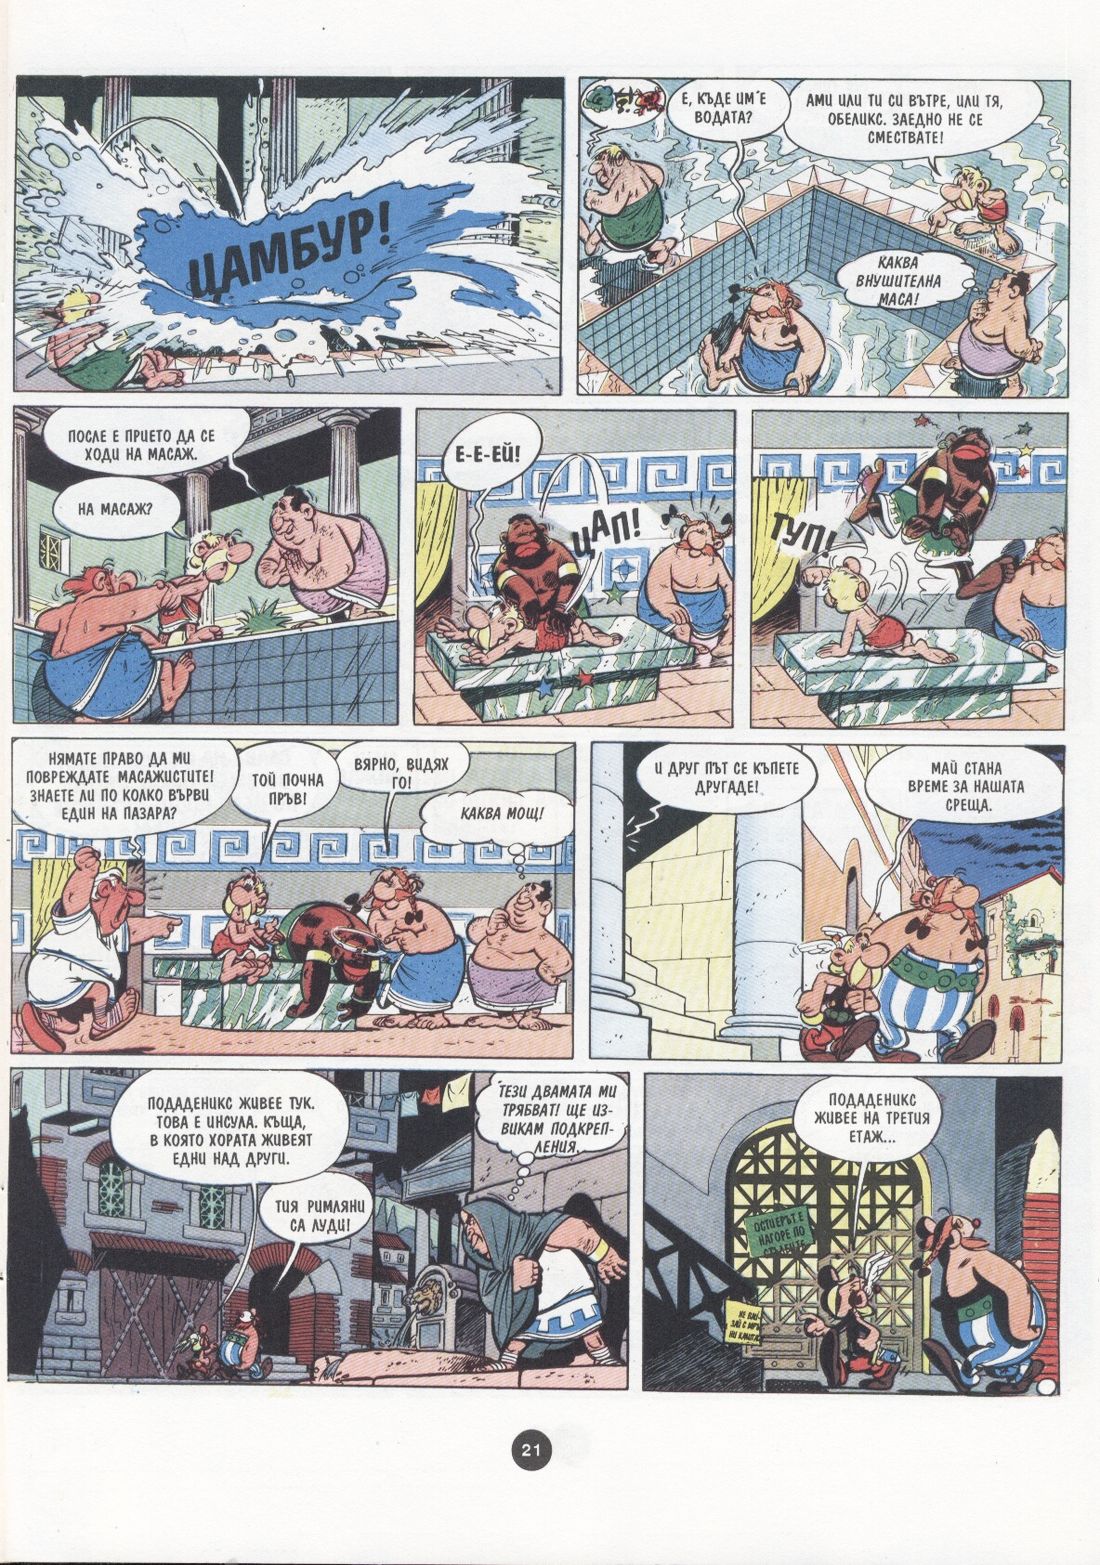 ЦАМБУР!
Е, КЪДЕ ИМ'Е
ВОДАТА?
АМИ ИЛИ ТИ СИ ВЪТРЕ, ИЛИ ТЯ,
ОБЕЛИКС. ЗАЕДНО НЕ СЕ
СМЕСТВАТЕ!
КАКВА
ВНУШИТЕЛНА
МАСА!
ПОСЛЕ Е ПРИЕТО ДА СЕ
ХОДИ НА МАСАЖ.
НА МАСАЖ?
Е-Е-ЕЙ!
ЦАП!
ТУП!
НЯМАТЕ ПРАВО ДА МИ
ПОВРЕЖДАТЕ МАСАЖИСТИТЕ!
ЗНАЕТЕ ЛИ ПО КОЛКО ВЪРВИ
ЕДИН НА ПАЗАРА?
ТОЙ ПОЧНА
ПРЪВ!
ВЯРНО, ВИДЯХ
ГО!
КАКВА МОЩ!
И ДРУГ ПЪТ СЕ КЪПЕТЕ
ДРУГАДЕ!
МАЙ СТАНА
ВРЕМЕ ЗА НАШАТА
СРЕЩА.
ПОДАДЕНИКС ЖИВЕЕ ТУК.
ТОВА Е ИНСУЛА. КЪЩА,
В КОЯТО ХОРАТА ЖИВЕЯТ
ЕДНИ НАД ДРУГИ.
ТИЯ РИМЛЯНИ
СА ЛУДИ!
ТЕЗИ ДВАМАТА МИ
ТРЯБВАТ! ЩЕ ИЗ-
ВИКАМ ПОДКРЕП-
ЛЕНИЯ.
ПОДАДЕНИКС
ЖИВЕЕ НА ТРЕТИЯ
ЕТАЖ...
ОСТИЕРЪТ Е
НАГОРЕ ПО
21